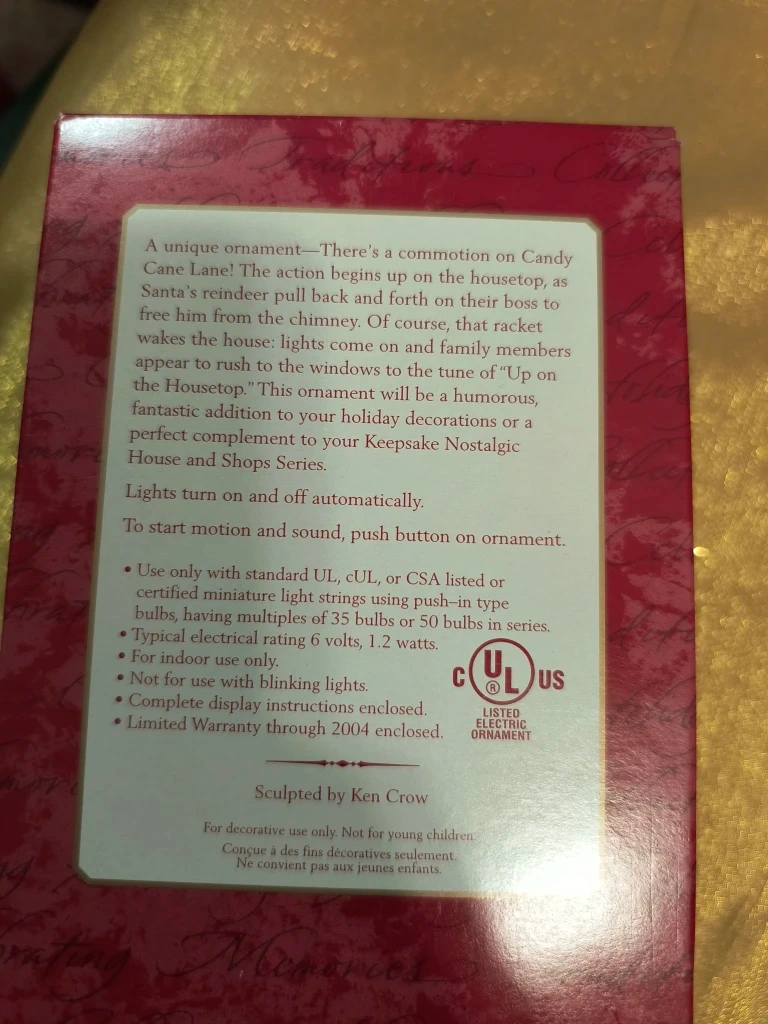 Traditions
A unique ornament—There's a commotion on Candy
Cane Lane! The action begins up on the housetop, as
Santa's reindeer pull back and forth on their boss to
free him from the chimney. Of course, that racket
wakes the house: lights come on and family members
appear to rush to the windows to the tune of "Up on
the Housetop." This ornament will be a humorous,
fantastic addition to your holiday decorations or a
perfect complement to your Keepsake Nostalgic
House and Shops Series.
Lights turn on and off automatically.
To start motion and sound, push button on ornament.
• Use only with standard UL, cUL, or CSA listed or
certified miniature light strings using push–in type
bulbs, having multiples of 35 bulbs or 50 bulbs in series.
• Typical electrical rating 6 volts, 1.2 watts.
• For indoor use only.
• Not for use with blinking lights.
• Complete display instructions enclosed.
• Limited Warranty through 2004 enclosed.
C UL ® US
LISTED
ELECTRIC
ORNAMENT
Sculpted by Ken Crow
For decorative use only. Not for young children.
Conçue à des fins décoratives seulement.
Ne convient pas aux jeunes enfants.
Memories